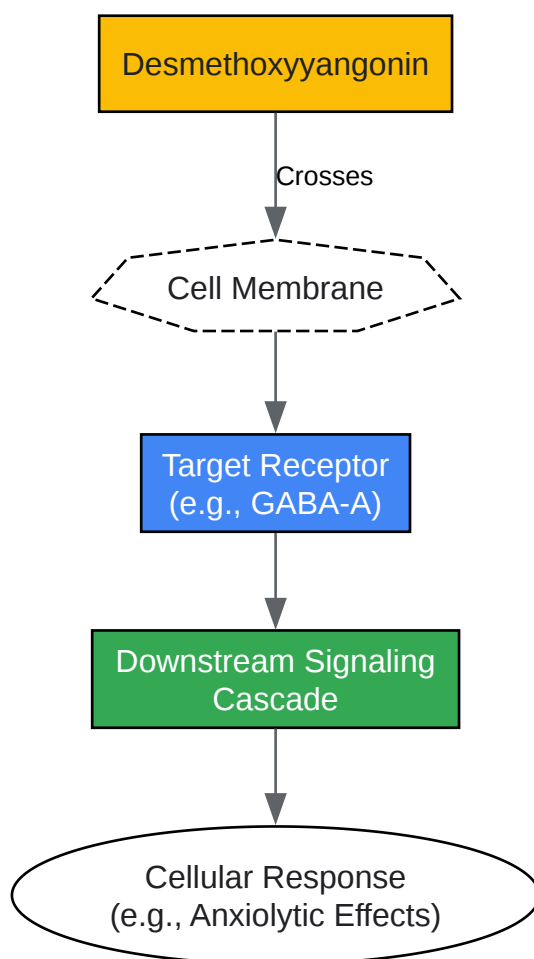 Desmethoxyyangonin
Crosses
Cell Membrane
Target Receptor
(e.g., GABA-A)
Downstream Signaling
Cascade
Cellular Response
(e.g., Anxiolytic Effects)